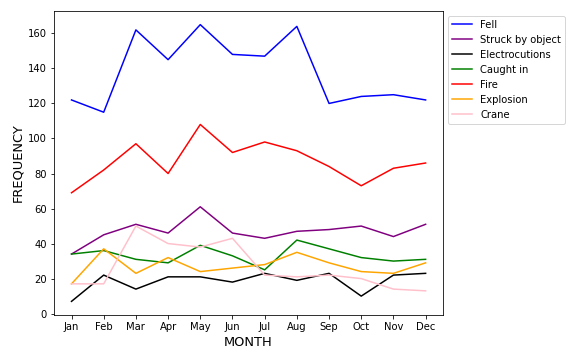 160
140
120
100
80
60
40
20
0
FREQUENCY
Jan Feb Mar Apr May Jun Jul Aug Sep Oct Nov Dec
MONTH
Fell
Struck by object
Electrocutions
Caught in
Fire
Explosion
Crane